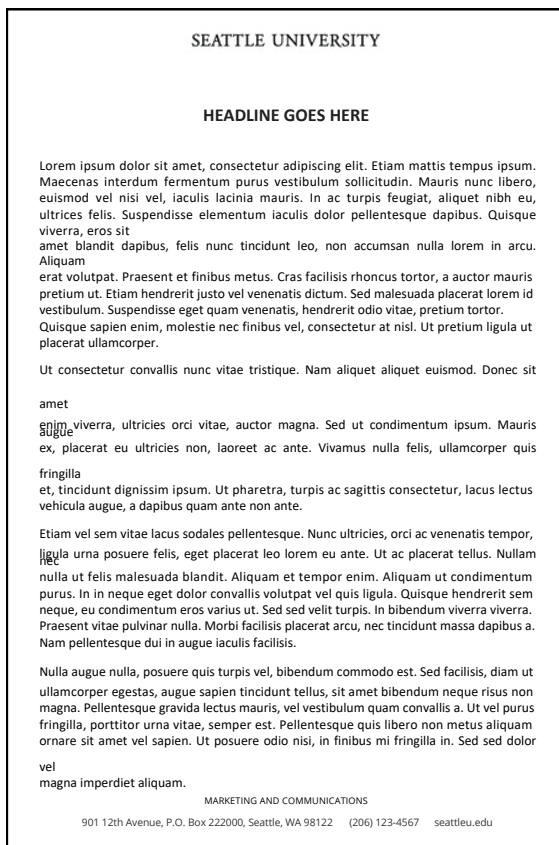 SEATTLE UNIVERSITY
HEADLINE GOES HERE
Lorem ipsum dolor sit amet, consectetur adipiscing elit. Etiam mattis tempus ipsum.
Maecenas interdum fermentum purus vestibulum sollicitudin. Mauris nunc libero,
euismod vel nisi vel, iaculis lacinia mauris. In ac turpis feugiat, aliquet nibh eu,
ultrices felis. Suspendisse elementum iaculis dolor pellentesque dapibus. Quisque
viverra, eros sit
amet blandit dapibus, felis nunc tincidunt leo, non accumsan nulla lorem in arcu.
Aliquam
erat volutpat. Praesent et finibus metus. Cras facilisis rhoncus tortor, a auctor mauris
pretium ut. Etiam hendrerit justo vel venenatis dictum. Sed malesuada placerat lorem id
vestibulum. Suspendisse eget quam venenatis, hendrerit odio vitae, pretium tortor.
Quisque sapien enim, molestie nec finibus vel, consectetur at nisl. Ut pretium ligula ut
placerat ullamcorper.
Ut consectetur convallis nunc vitae tristique. Nam aliquet aliquet euismod. Donec sit
amet
enim viverra, ultricies orci vitae, auctor magna. Sed ut condimentum ipsum. Mauris
augue
ex, placerat eu ultricies non, laoreet ac ante. Vivamus nulla felis, ullamcorper quis
fringilla
et, tincidunt dignissim ipsum. Ut pharetra, turpis ac sagittis consectetur, lacus lectus
vehicula augue, a dapibus quam ante non ante.
Etiam vel sem vitae lacus sodales pellentesque. Nunc ultricies, orci ac venenatis tempor,
ligula urna posuere felis, eget placerat leo lorem eu ante. Ut ac placerat tellus. Nullam
nec
nulla ut felis malesuada blandit. Aliquam et tempor enim. Aliquam ut condimentum
purus. In in neque eget dolor convallis volutpat vel quis ligula. Quisque hendrerit sem
neque, eu condimentum eros varius ut. Sed sed velit turpis. In bibendum viverra viverra.
Praesent vitae pulvinar nulla. Morbi facilisis placerat arcu, nec tincidunt massa dapibus a.
Nam pellentesque dui in augue iaculis facilisis.
Nulla augue nulla, posuere quis turpis vel, bibendum commodo est. Sed facilisis, diam ut
ullamcorper egestas, augue sapien tincidunt tellus, sit amet bibendum neque risus non
magna. Pellentesque gravida lectus mauris, vel vestibulum quam convallis a. Ut vel purus
fringilla, porttitor urna vitae, semper est. Pellentesque quis libero non metus aliquam
ornare sit amet vel sapien. Ut posuere odio nisi, in finibus mi fringilla in. Sed sed dolor
vel
magna imperdiet aliquam.
MARKETING AND COMMUNICATIONS
901 12th Avenue, P.O. Box 222000, Seattle, WA 98122 (206) 123-4567 seattleu.edu